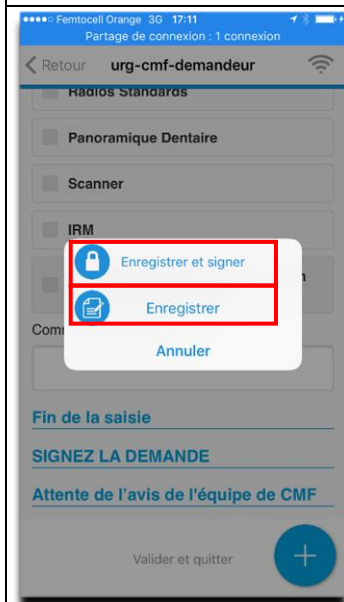 Femtocell Orange 3G 17:11
Partage de connexion : 1 connexion
Retour urg-cmf-demandeur
Radios Standards
Panoramique Dentaire
Scanner
IRM
Enregistrer et signer
Enregistrer
Annuler
Fin de la saisie
SIGNEZ LA DEMANDE
Attente de l'avis de l'équipe de CMF
Valider et quitter